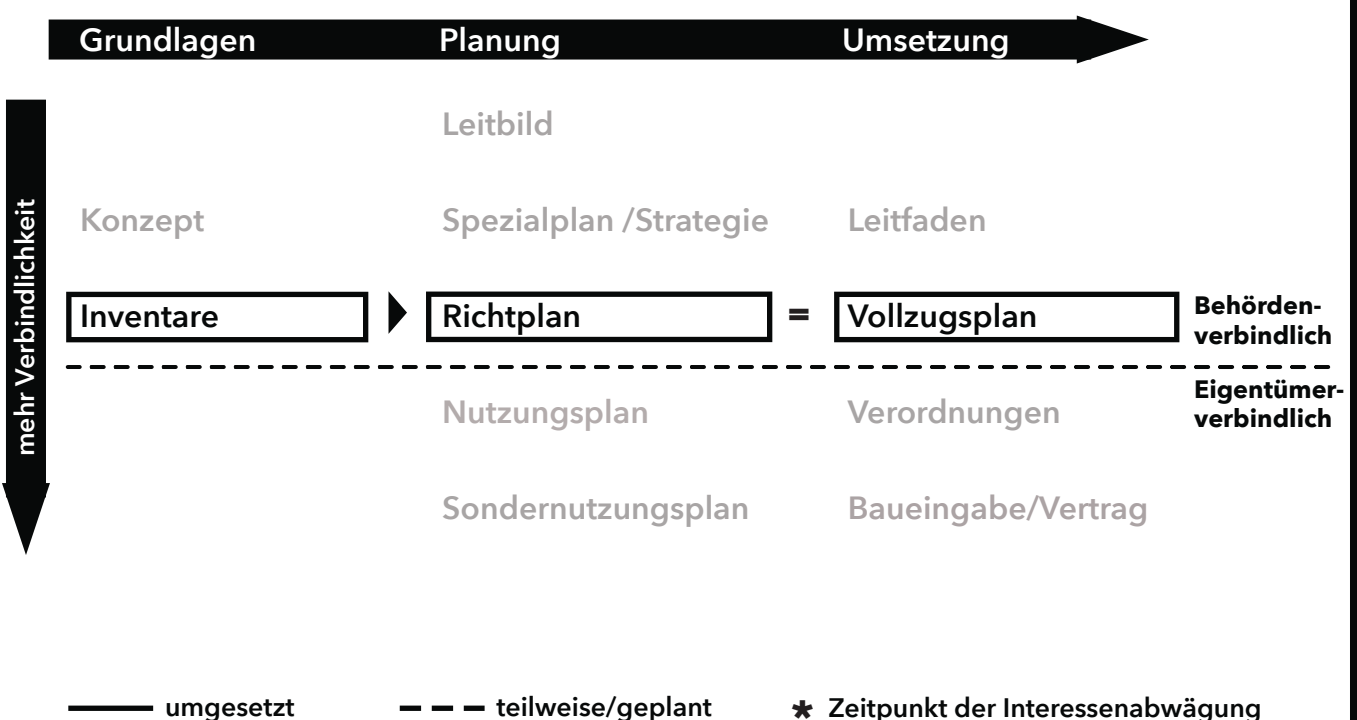 Grundlagen Planung Umsetzung
mehr Verbindlichkeit
Leitbild
Konzept Spezialplan /Strategie Leitfaden
Inventare Richtplan = Vollzugsplan
Behörden-
verbindlich
Eigentümer-
verbindlich
Nutzungsplan Verordnungen
Sondernutzungsplan Baueingabe/Vertrag
umgesetzt teilweise/geplant * Zeitpunkt der Interessenabwägung